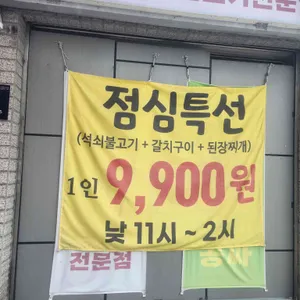 점심특선
(석쇠불고기 + 갈치구이 + 된장찌개)
1인 9,900원
낮 11시 ~ 2시
전문점